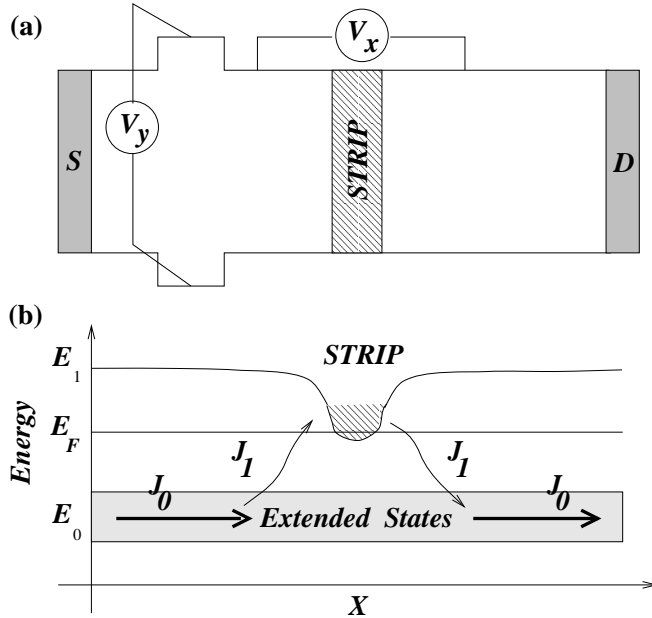 (a)
V_x
V_y
S
STRIP
D
(b)
STRIP
E_1
E_F
J_1
J_1
J_0
J_0
E_0
Extended States
Energy
X